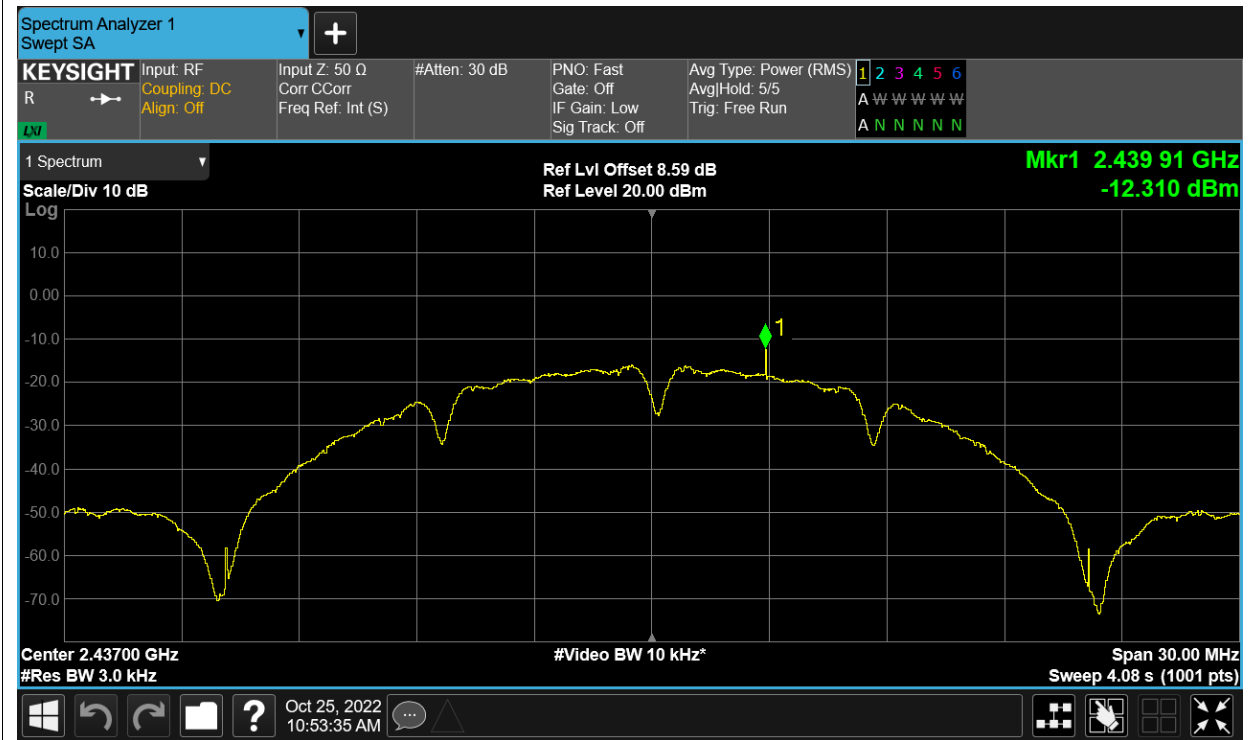 Spectrum Analyzer 1
Swept SA
KEYSIGHT
R
LXI
Input: RF
Coupling: DC
Align: Off
Input Z: 50 Ω
Corr CCorr
Freq Ref: Int (S)
#Atten: 30 dB
PNO: Fast
Gate: Off
IF Gain: Low
Sig Track: Off
Avg Type: Power (RMS)
Avg|Hold: 5/5
Trig: Free Run
1 2 3 4 5 6
A W W W W W
A N N N N N
1 Spectrum
Scale/Div 10 dB
Log
Ref Lvl Offset 8.59 dB
Ref Level 20.00 dBm
Mkr1 2.439 91 GHz
-12.310 dBm
10.0
0.00
-10.0
-20.0
-30.0
-40.0
-50.0
-60.0
-70.0
1
Center 2.43700 GHz
#Res BW 3.0 kHz
#Video BW 10 kHz*
Span 30.00 MHz
Sweep 4.08 s (1001 pts)
?
Oct 25, 2022
10:53:35 AM